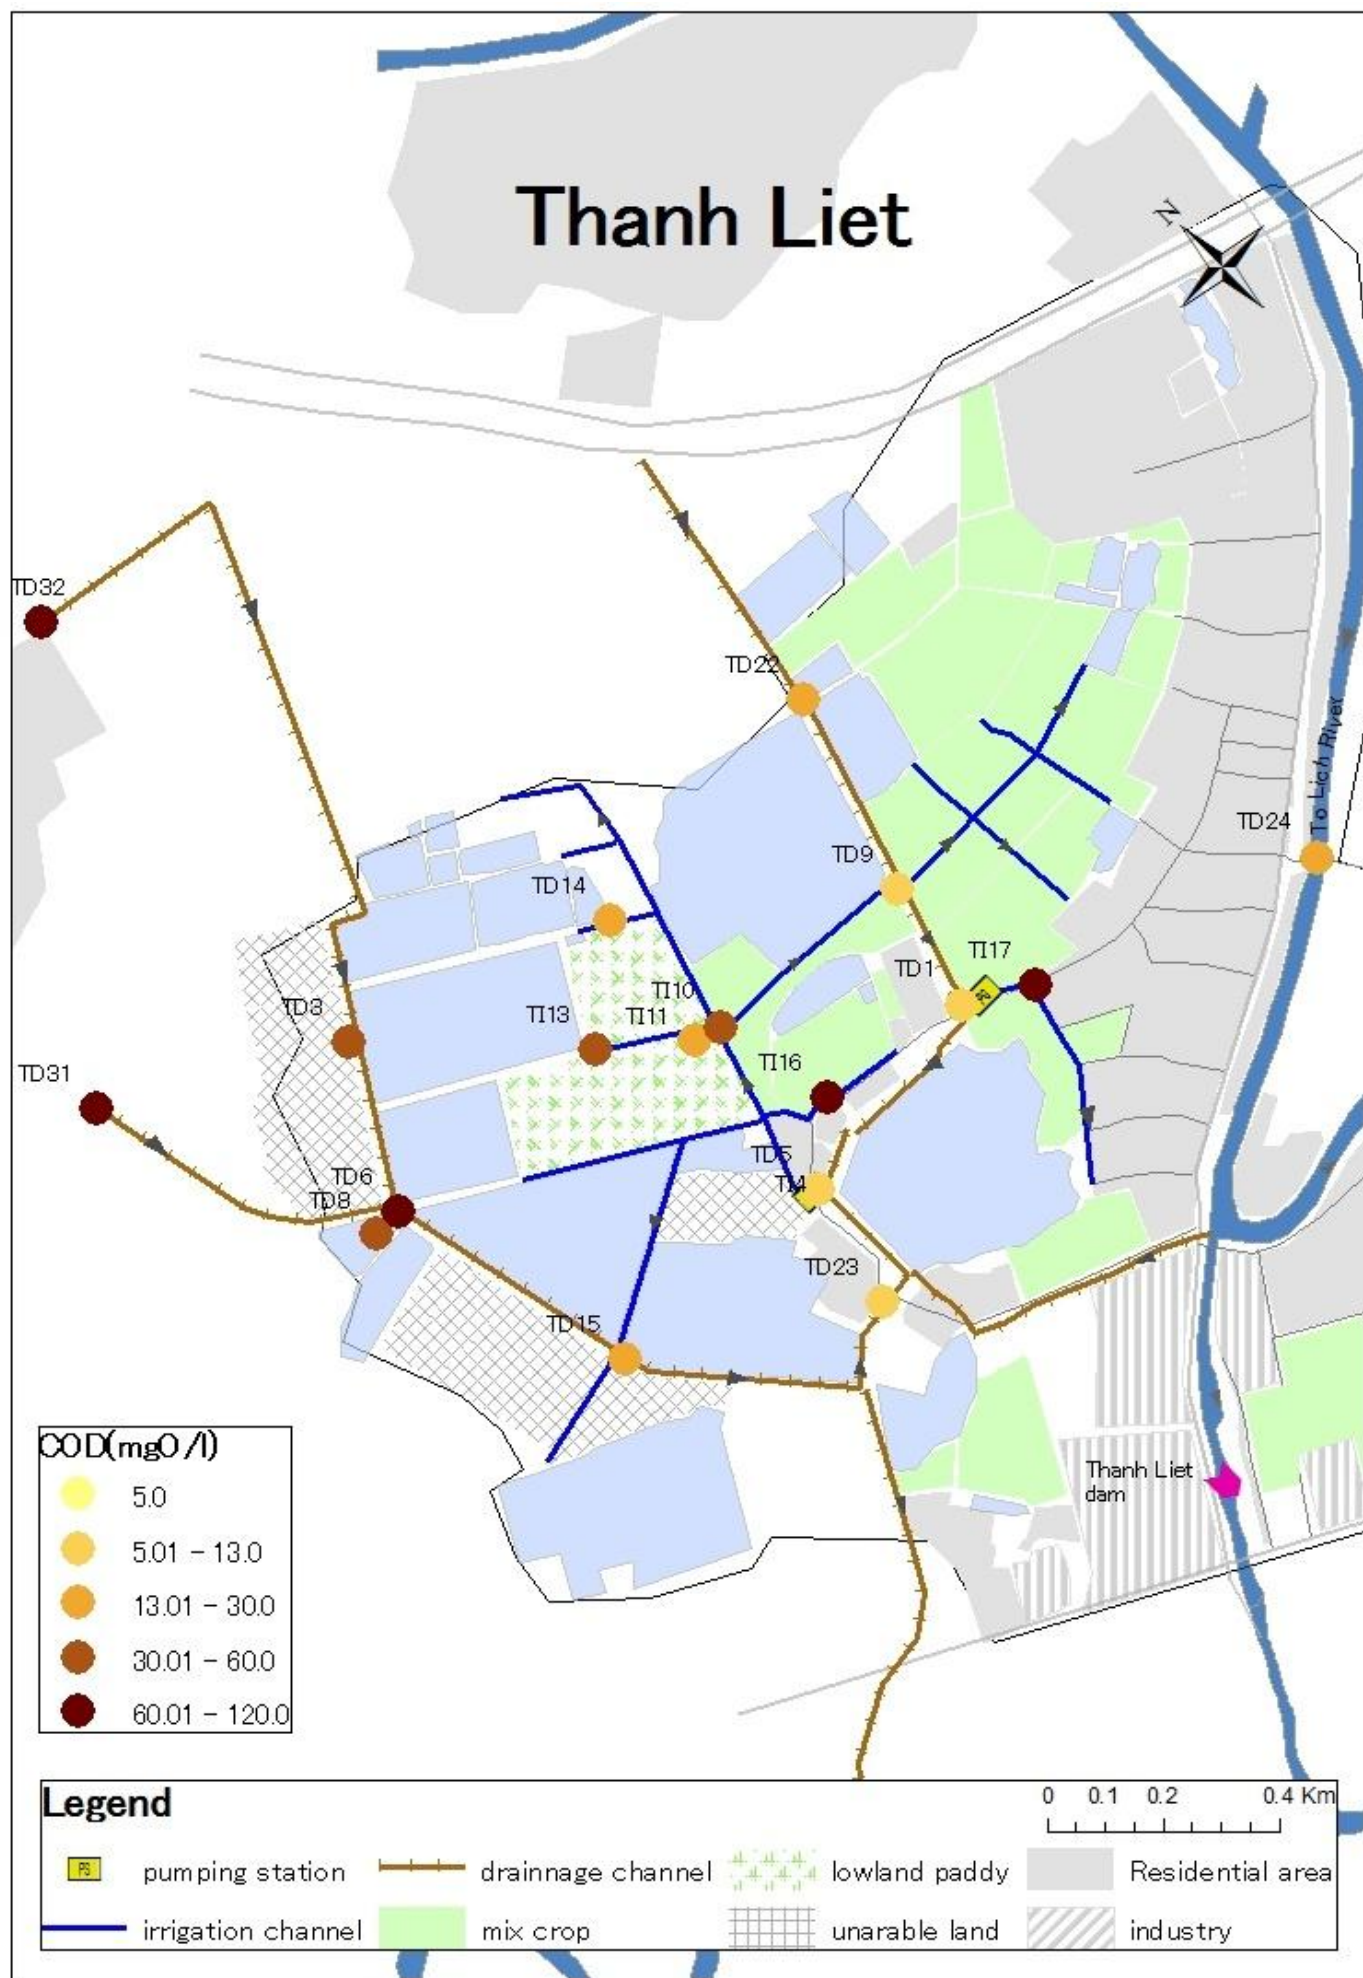 Thanh Liet
N
TD32
TD22
To Lich River
TD24
TD9
TD14
TI17
TD1
TI10
TD3
TI13
TI11
PS
TI16
TD31
TD5
TD6
TI4
TD8
TD23
TD15
COD(mgO /l)
5.0
5.01 - 13.0
13.01 - 30.0
30.01 - 60.0
60.01 - 120.0
Thanh Liet
dam
Legend
0 0.1 0.2 0.4 Km
PS pumping station
drainnage channel
lowland paddy
Residential area
irrigation channel
mix crop
unarable land
industry